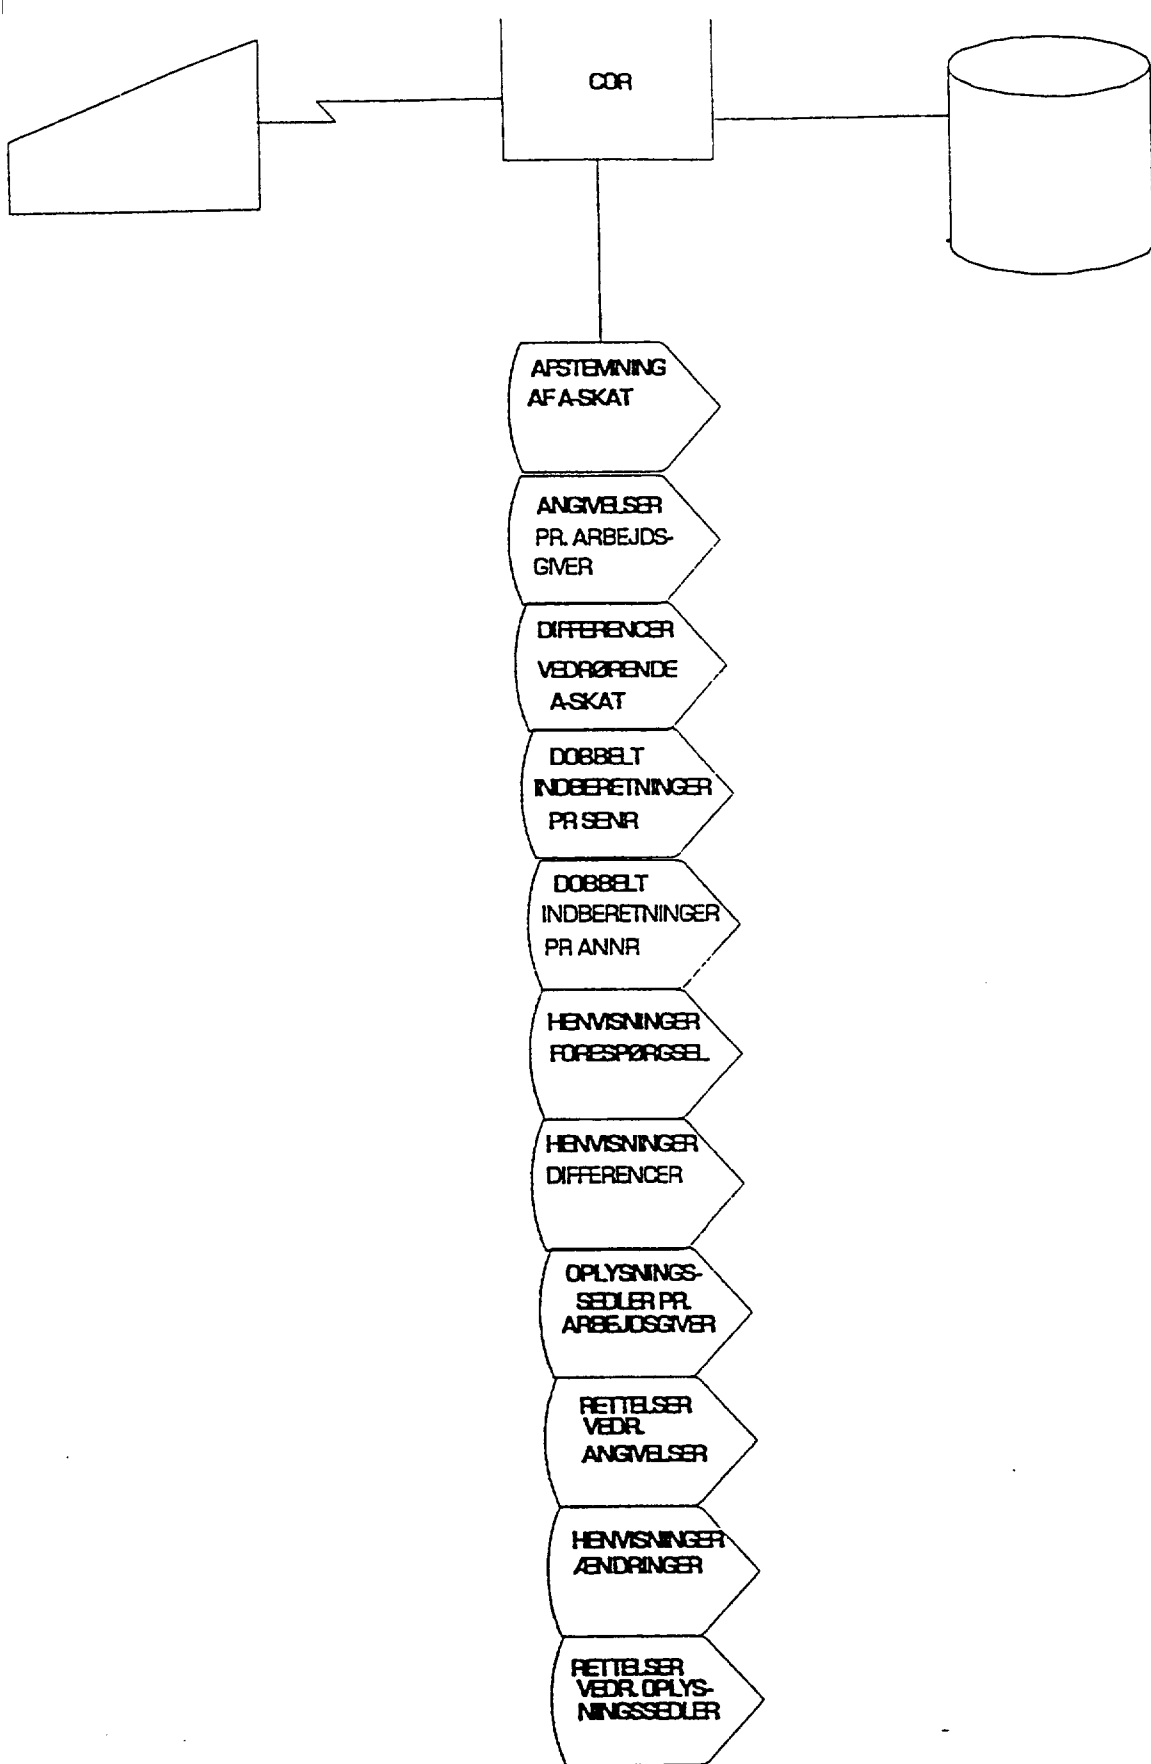 COR
AFSTEMNING
AF A-SKAT
ANGIVELSER
PR. ARBEJDS-
GIVER
DIFFERENCER
VEDRØRENDE
A-SKAT
DOBBELT
INDBERETNINGER
PR SENR
DOBBELT
INDBERETNINGER
PR ANNR
HENVISNINGER
FORESPØRGSEL
HENVISNINGER
DIFFERENCER
OPLYSNINGS-
SEDLER PR.
ARBEJDSGIVER
RETTELSER
VEDR.
ANGIVELSER
HENVISNINGER
ÆNDRINGER
RETTELSER
VEDR. OPLYS-
NINGSSEDLER